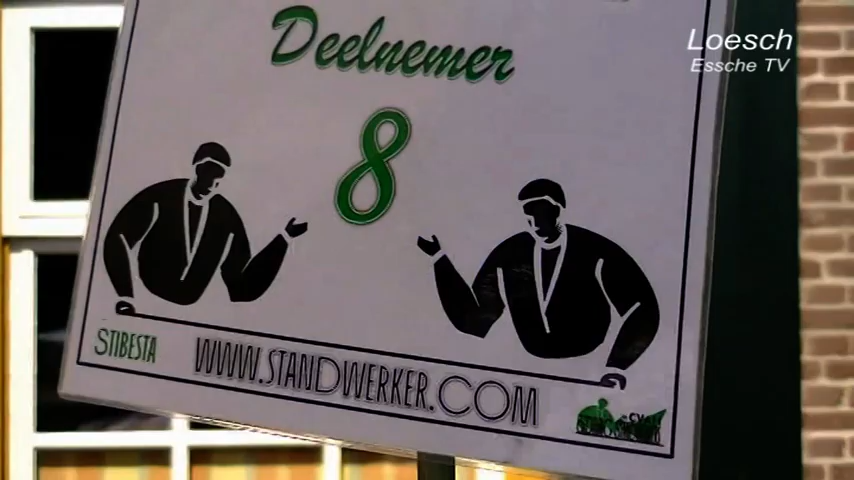 Deelnemer
8
STIBESTA
WWW.STANDWERKER.COM
Loesch
Essche TV